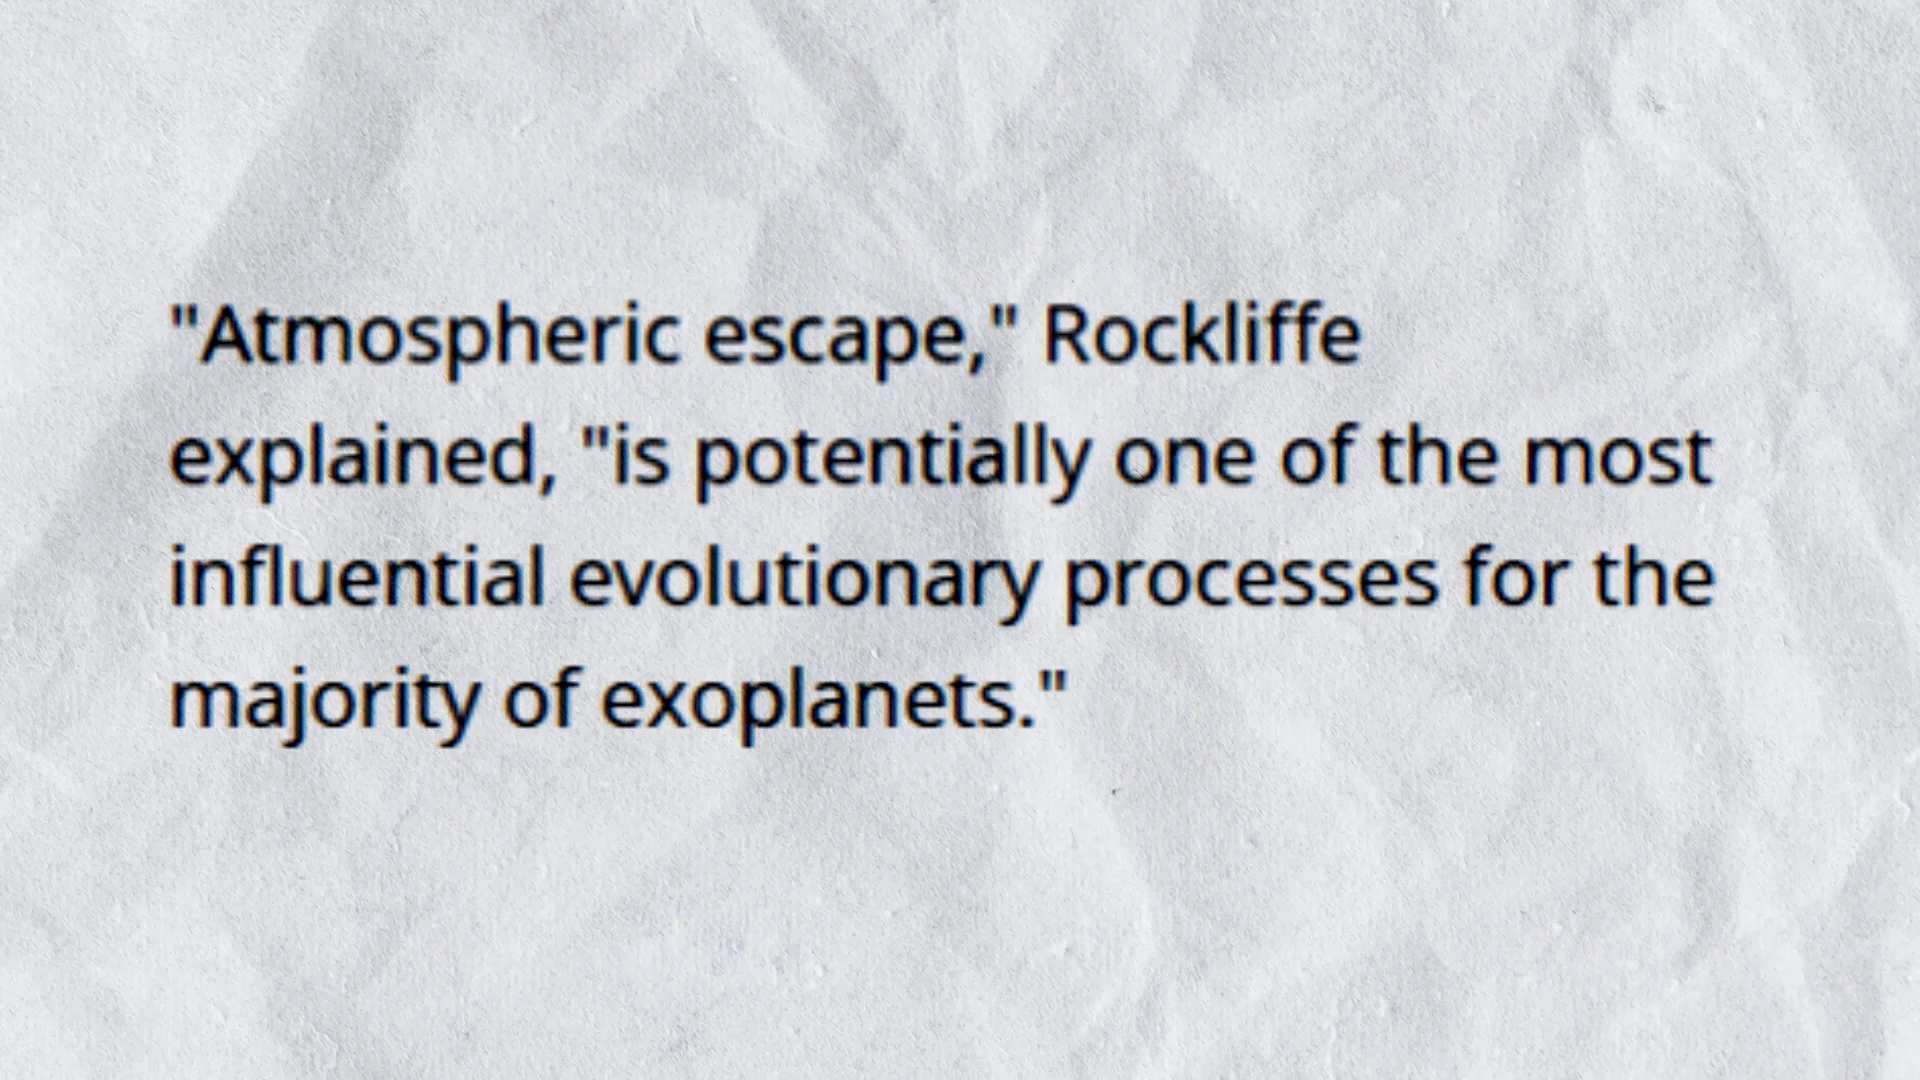 "Atmospheric escape," Rockliffe
explained, "is potentially one of the most
influential evolutionary processes for the
majority of exoplanets."